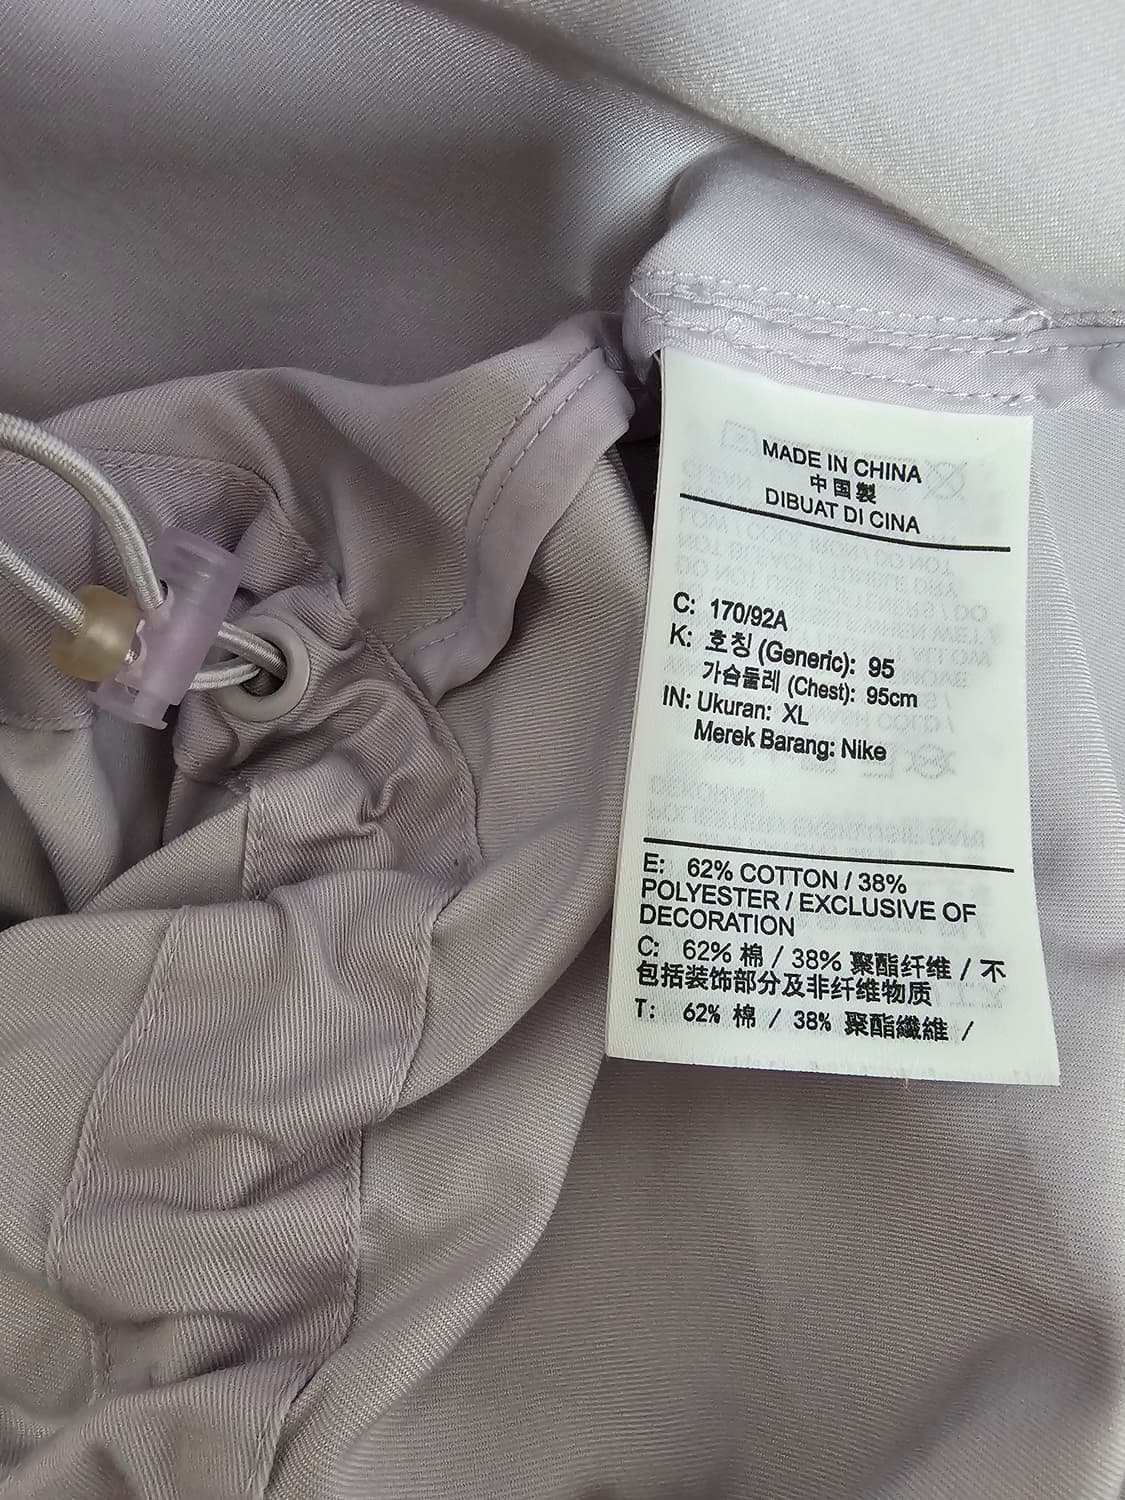 MADE IN CHINA
中国製
DIBUAT DI CINA
C: 170/92A
K: 호칭 (Generic): 95
가슴둘레 (Chest): 95cm
IN: Ukuran: XL
Merek Barang: Nike
E: 62% COTTON / 38%
POLYESTER / EXCLUSIVE OF
DECORATION
C: 62% 棉 / 38% 聚酯纤维 / 不
包括装饰部分及非纤维物质
T: 62% 棉 / 38% 聚酯纖維 /